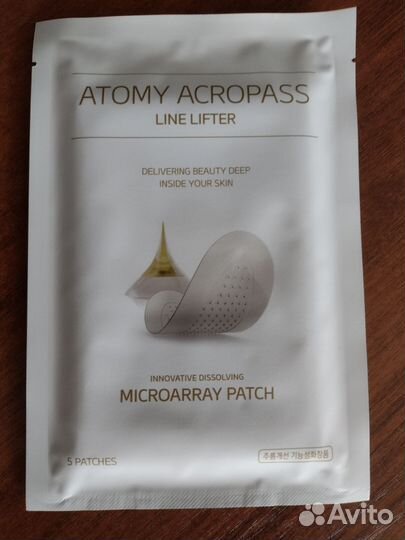 ATOMY ACROPASS
LINE LIFTER
DELIVERING BEAUTY DEEP
INSIDE YOUR SKIN
INNOVATIVE DISSOLVING
MICROARRAY PATCH
5 PATCHES
주름개선 기능성화장품
Avito